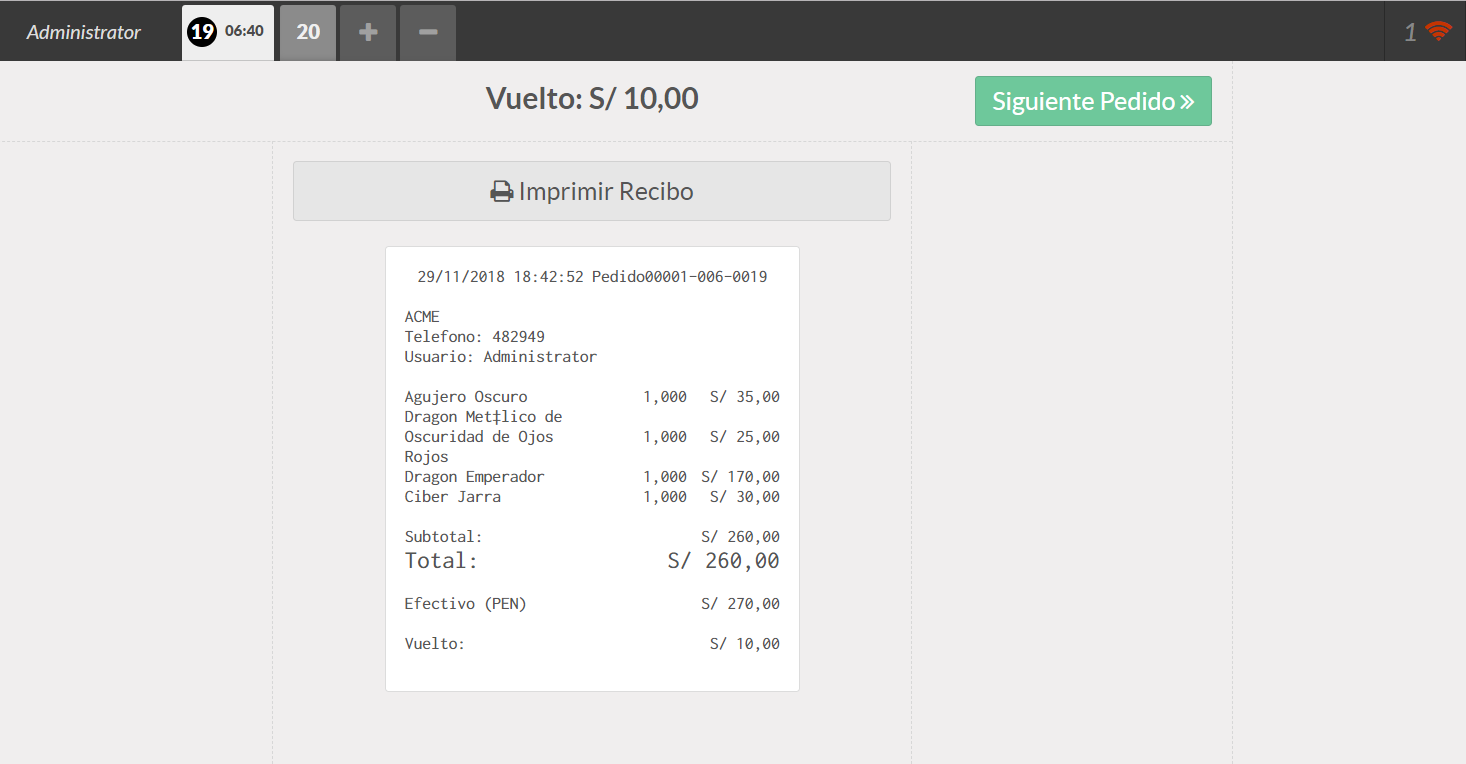 Administrator 19 06:40 20 + − 1
Vuelto: S/ 10,00
Siguiente Pedido »
Imprimir Recibo
29/11/2018 18:42:52 Pedido00001-006-0019
ACME
Telefono: 482949
Usuario: Administrator
Agujero Oscuro 1,000 S/ 35,00
Dragon Met‡lico de
Oscuridad de Ojos 1,000 S/ 25,00
Rojos
Dragon Emperador 1,000 S/ 170,00
Ciber Jarra 1,000 S/ 30,00
Subtotal: S/ 260,00
Total: S/ 260,00
Efectivo (PEN) S/ 270,00
Vuelto: S/ 10,00